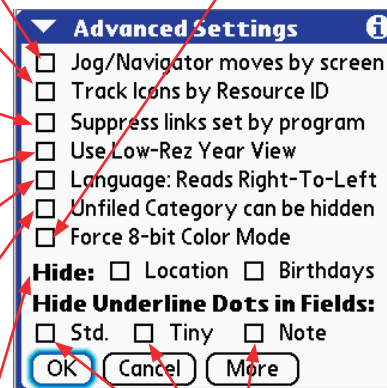 Advanced Settings i
Jog/Navigator moves by screen
Track Icons by Resource ID
Suppress links set by program
Use Low-Rez Year View
Language: Reads Right-To-Left
Unfiled Category can be hidden
Force 8-bit Color Mode
Hide: Location Birthdays
Hide Underline Dots in Fields:
Std. Tiny Note
OK Cancel More